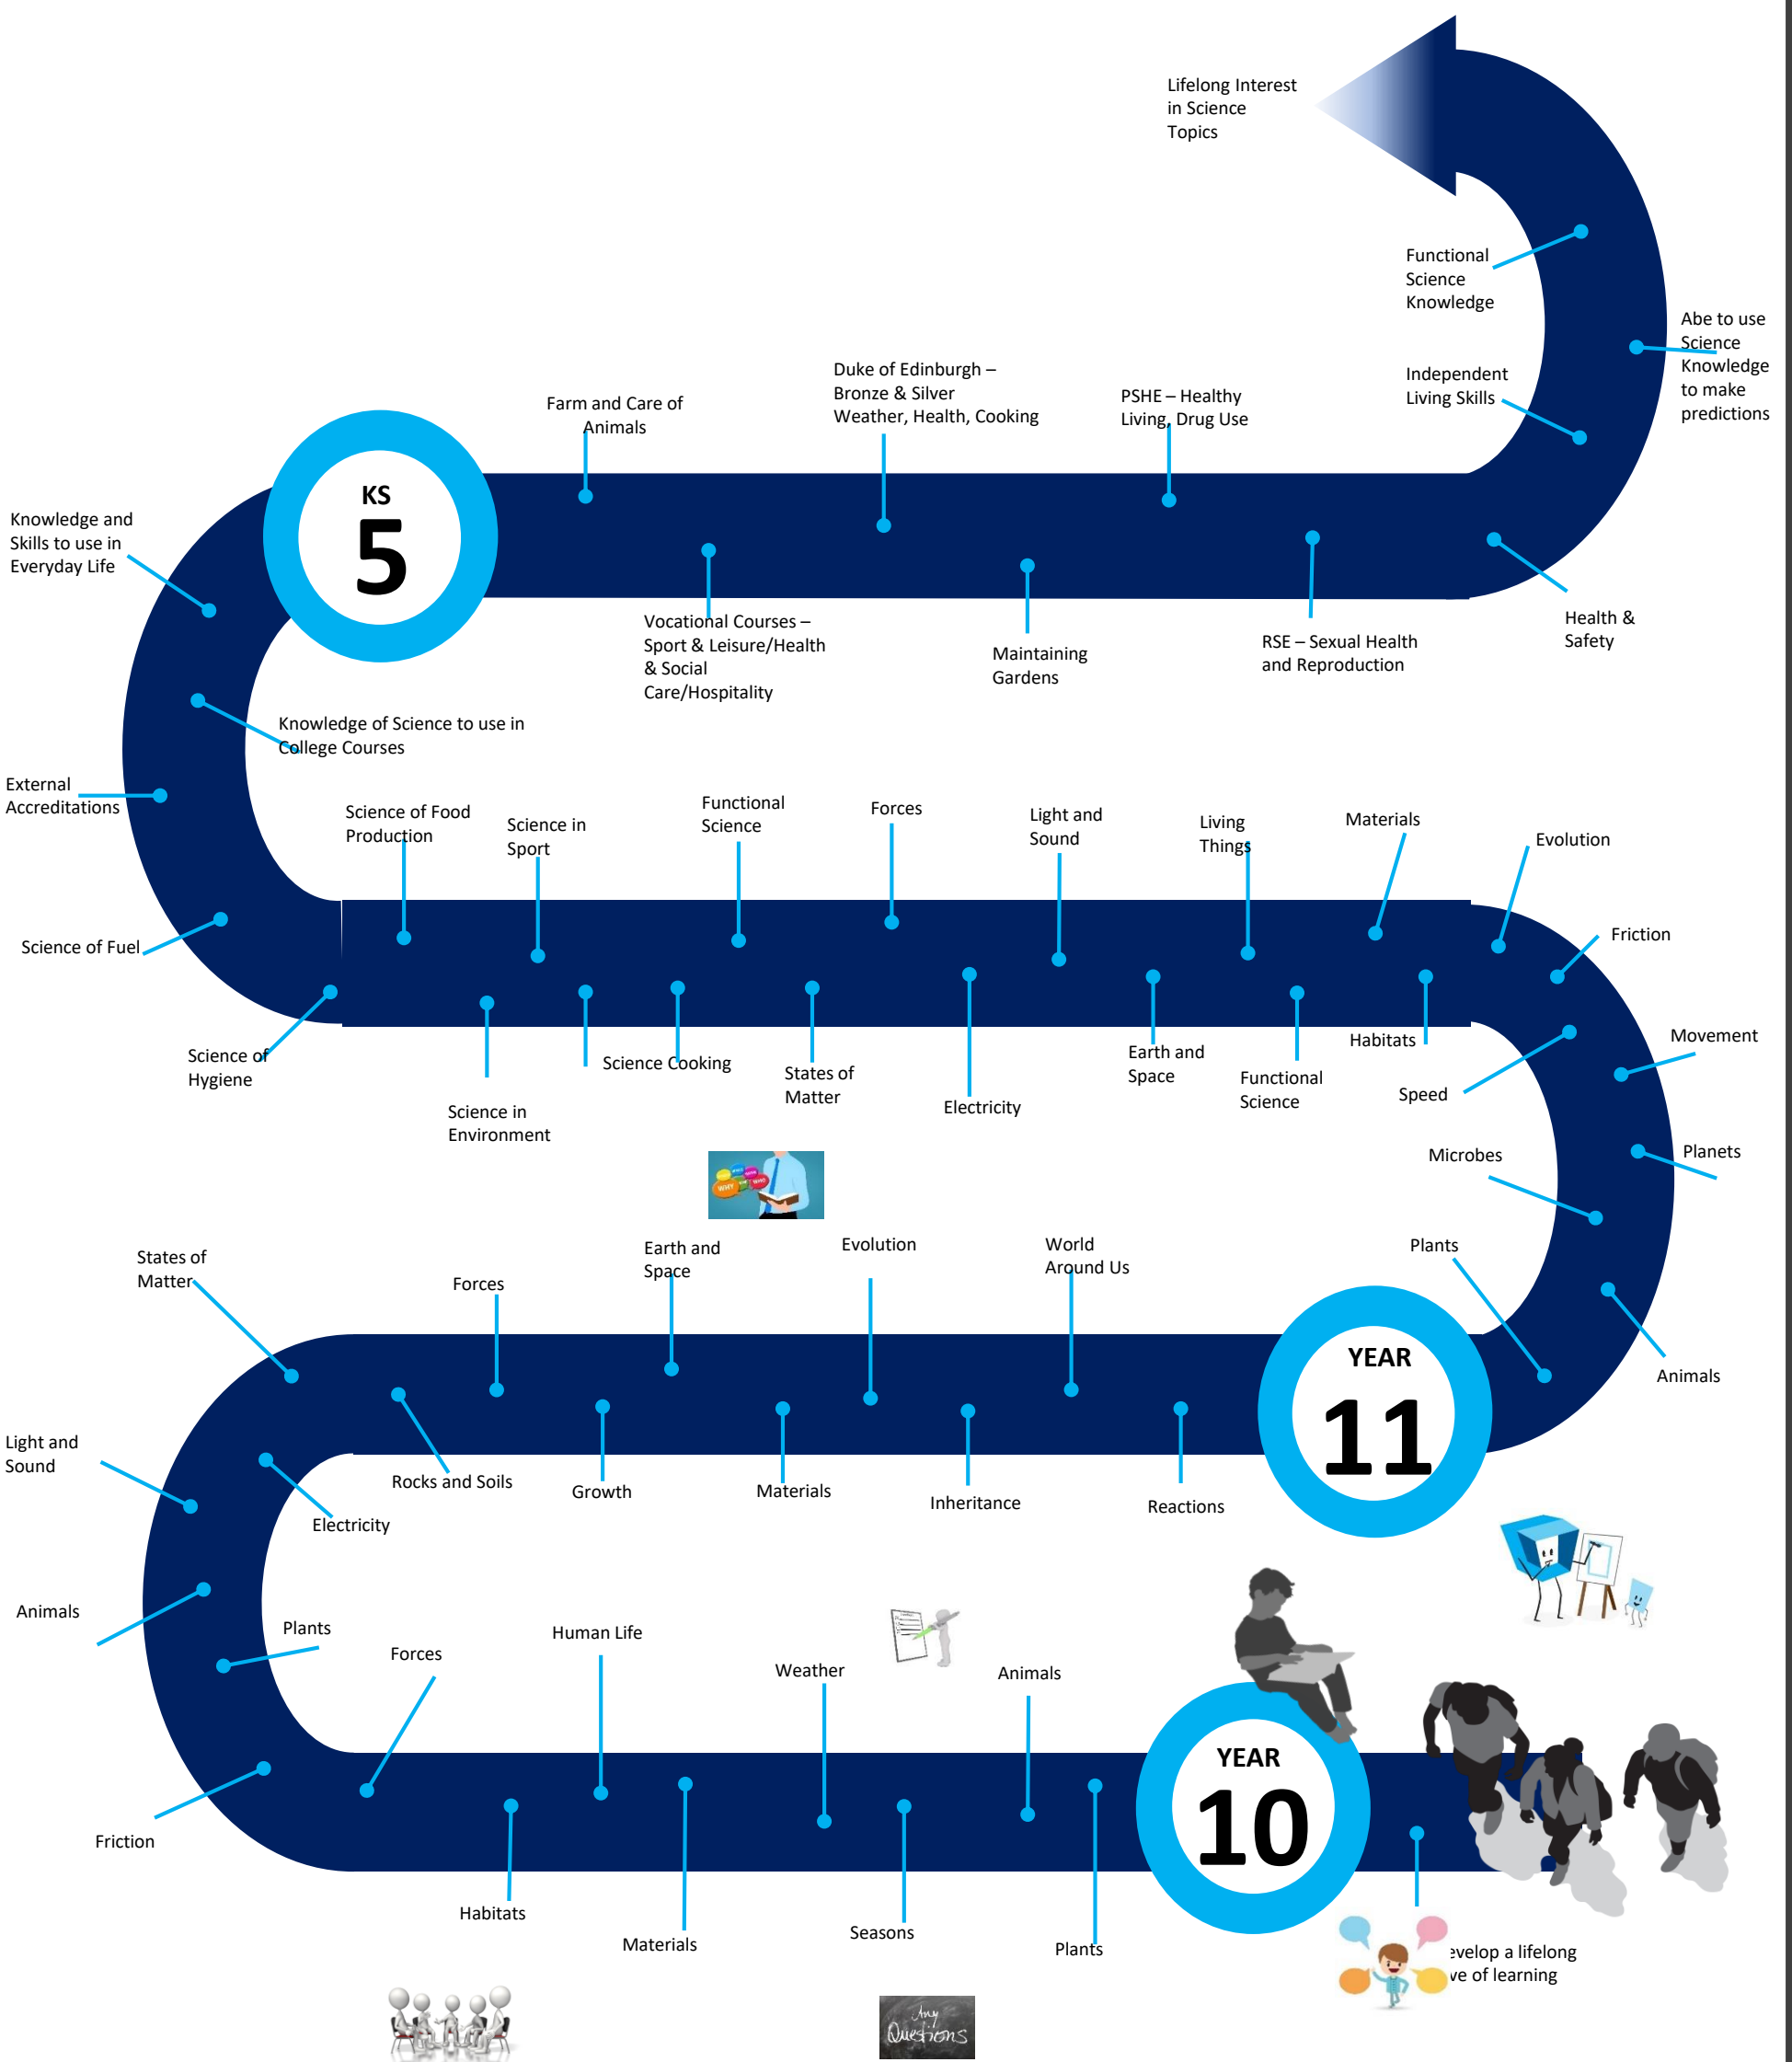 Lifelong Interest
in Science
Topics
Functional
Science
Knowledge
Abe to use
Science
Knowledge
to make
predictions
Independent
Living Skills
Duke of Edinburgh –
Bronze & Silver
Weather, Health, Cooking
PSHE – Healthy
Living, Drug Use
Farm and Care of
Animals
KS
5
Knowledge and
Skills to use in
Everyday Life
Vocational Courses –
Sport & Leisure/Health
& Social
Care/Hospitality
Maintaining
Gardens
RSE – Sexual Health
and Reproduction
Health &
Safety
Knowledge of Science to use in
College Courses
External
Accreditations
Science of Food
Production
Science in
Sport
Functional
Science
Forces
Light and
Sound
Living
Things
Materials
Evolution
Friction
Science of Fuel
Science of
Hygiene
Science in
Environment
Science Cooking
States of
Matter
Electricity
Earth and
Space
Functional
Science
Habitats
Speed
Movement
Microbes
Planets
WHY
States of
Matter
Forces
Earth and
Space
Evolution
World
Around Us
Plants
Animals
YEAR
11
Light and
Sound
Electricity
Rocks and Soils
Growth
Materials
Inheritance
Reactions
Animals
Plants
Forces
Human Life
Weather
Animals
YEAR
10
Friction
Habitats
Materials
Seasons
Plants
evelop a lifelong
ve of learning
Any
Questions